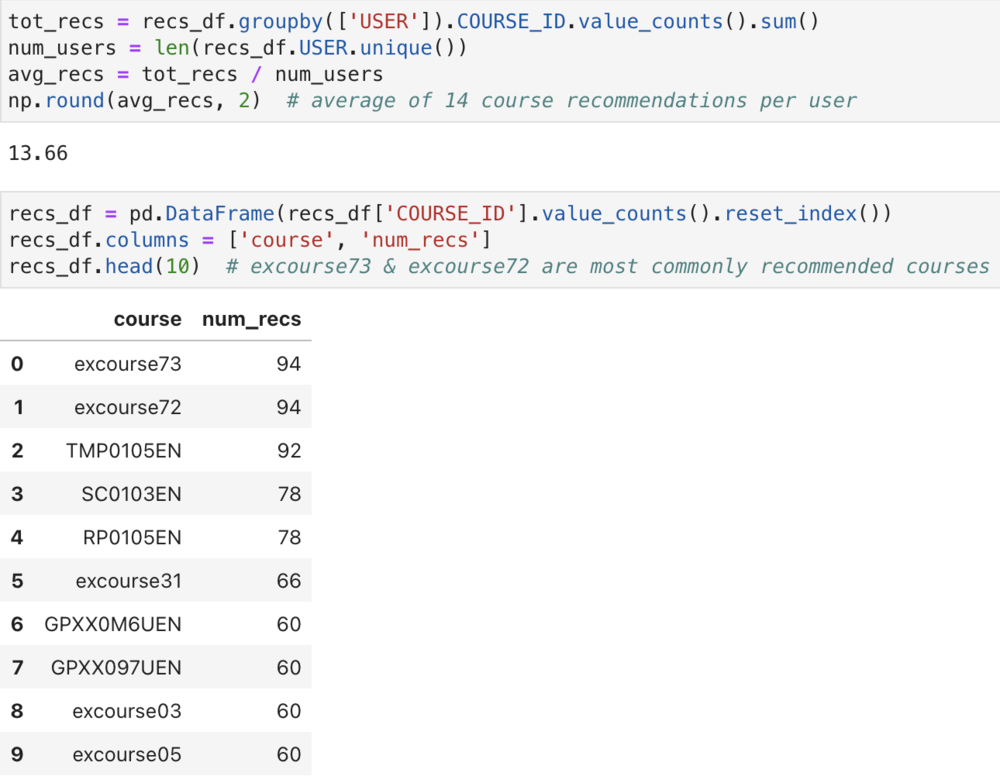 tot_recs = recs_df.groupby(['USER']).COURSE_ID.value_counts().sum()
num_users = len(recs_df.USER.unique())
avg_recs = tot_recs / num_users
np.round(avg_recs, 2)  # average of 14 course recommendations per user
13.66
recs_df = pd.DataFrame(recs_df['COURSE_ID'].value_counts().reset_index())
recs_df.columns = ['course', 'num_recs']
recs_df.head(10)  # excourse73 & excourse72 are most commonly recommended courses
course num_recs
0 excourse73 94
1 excourse72 94
2 TMP0105EN 92
3 SC0103EN 78
4 RP0105EN 78
5 excourse31 66
6 GPXX0M6UEN 60
7 GPXX097UEN 60
8 excourse03 60
9 excourse05 60